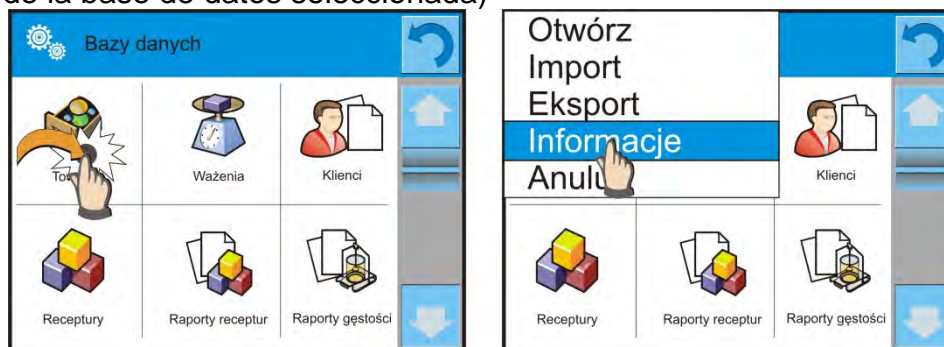 de la base de datos seleccionada)
Bazy danych
Ważenia
Klienci
Receptury
Raporty receptur
Raporty gęstości
Otwórz
Import
Eksport
Informacje
Klienci
Receptury
Raporty receptur
Raporty gęstości